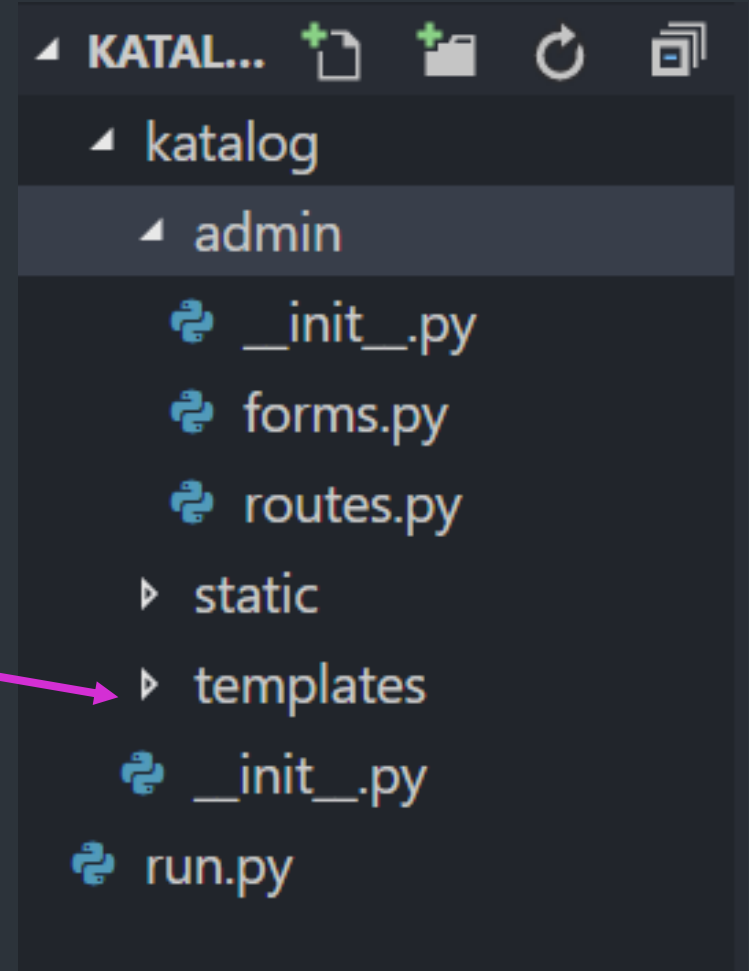 KATAL...
katalog
admin
__init__.py
forms.py
routes.py
static
templates
__init__.py
run.py